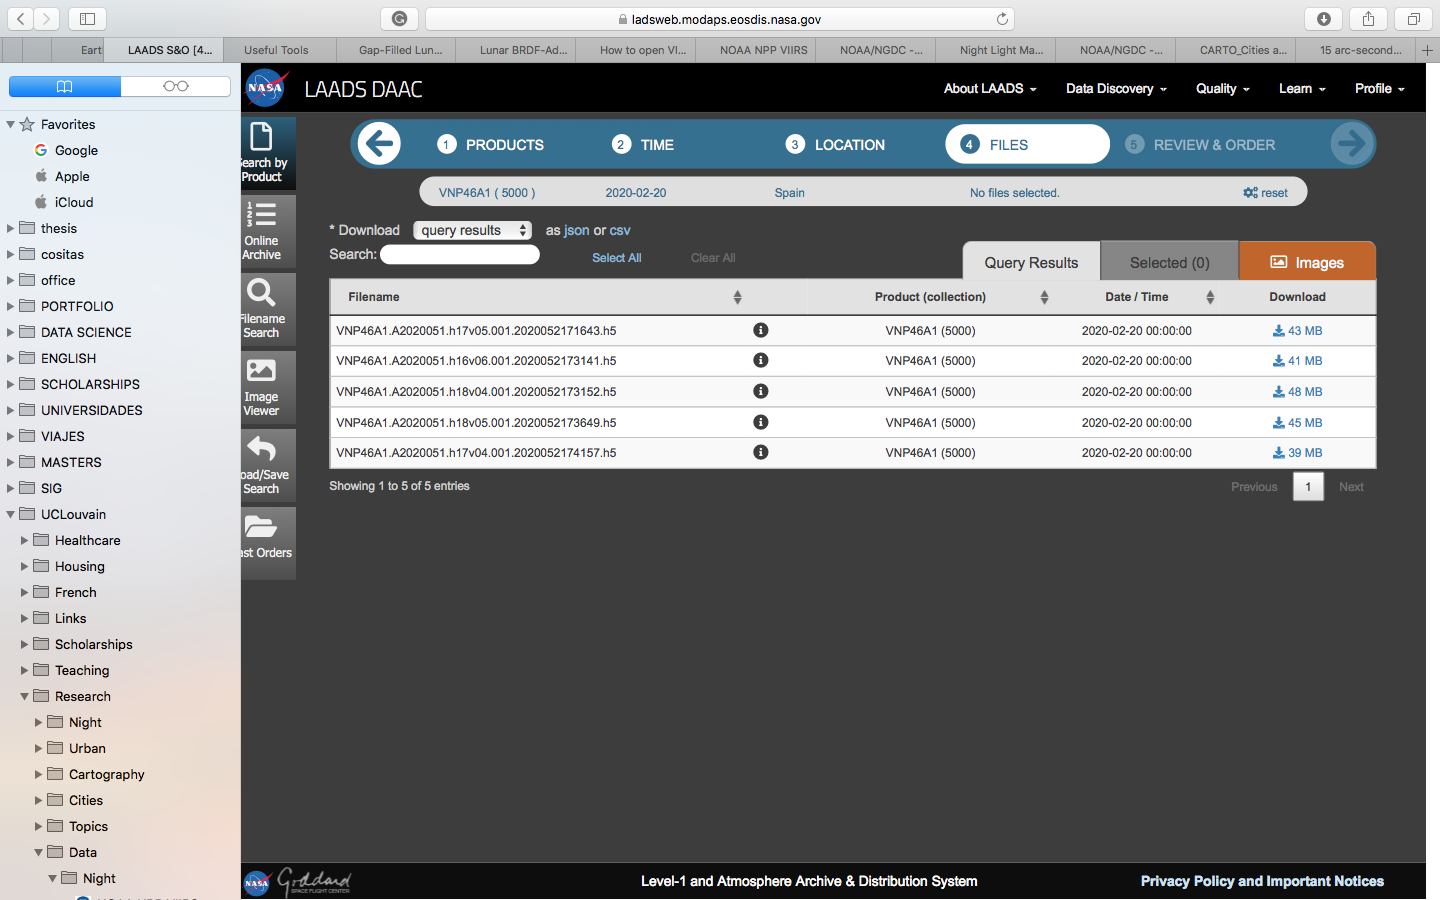 ladsweb.modaps.eosdis.nasa.gov
Eartl
LAADS S&O [4...
Useful Tools
Gap-Filled Lun...
Lunar BRDF-Ad...
How to open VI...
NOAA NPP VIIRS
NOAA/NGDC -...
Night Light Ma...
NOAA/NGDC -...
CARTO_Cities a...
15 arc-second...
Favorites
Google
Apple
iCloud
thesis
cositas
office
PORTFOLIO
DATA SCIENCE
ENGLISH
SCHOLARSHIPS
UNIVERSIDADES
VIAJES
MASTERS
SIG
UCLouvain
Healthcare
Housing
French
Links
Scholarships
Teaching
Research
Night
Urban
Cartography
Cities
Topics
Data
Night
NASA
LAADS DAAC
About LAADS
Data Discovery
Quality
Learn
Profile
earch by
Product
Online
Archive
ilename
Search
Image
Viewer
oad/Save
Search
ast Orders
1 PRODUCTS
2 TIME
3 LOCATION
4 FILES
5 REVIEW & ORDER
VNP46A1 ( 5000 )
2020-02-20
Spain
No files selected.
reset
* Download query results as json or csv
Search:
Select All
Clear All
Query Results
Selected (0)
Images
Filename Product (collection) Date / Time Download
VNP46A1.A2020051.h17v05.001.2020052171643.h5 VNP46A1 (5000) 2020-02-20 00:00:00 43 MB
VNP46A1.A2020051.h16v06.001.2020052173141.h5 VNP46A1 (5000) 2020-02-20 00:00:00 41 MB
VNP46A1.A2020051.h18v04.001.2020052173152.h5 VNP46A1 (5000) 2020-02-20 00:00:00 48 MB
VNP46A1.A2020051.h18v05.001.2020052173649.h5 VNP46A1 (5000) 2020-02-20 00:00:00 45 MB
VNP46A1.A2020051.h17v04.001.2020052174157.h5 VNP46A1 (5000) 2020-02-20 00:00:00 39 MB
Showing 1 to 5 of 5 entries
Previous 1 Next
NASA
Goddard
SPACE FLIGHT CENTER
Level-1 and Atmosphere Archive & Distribution System
Privacy Policy and Important Notices